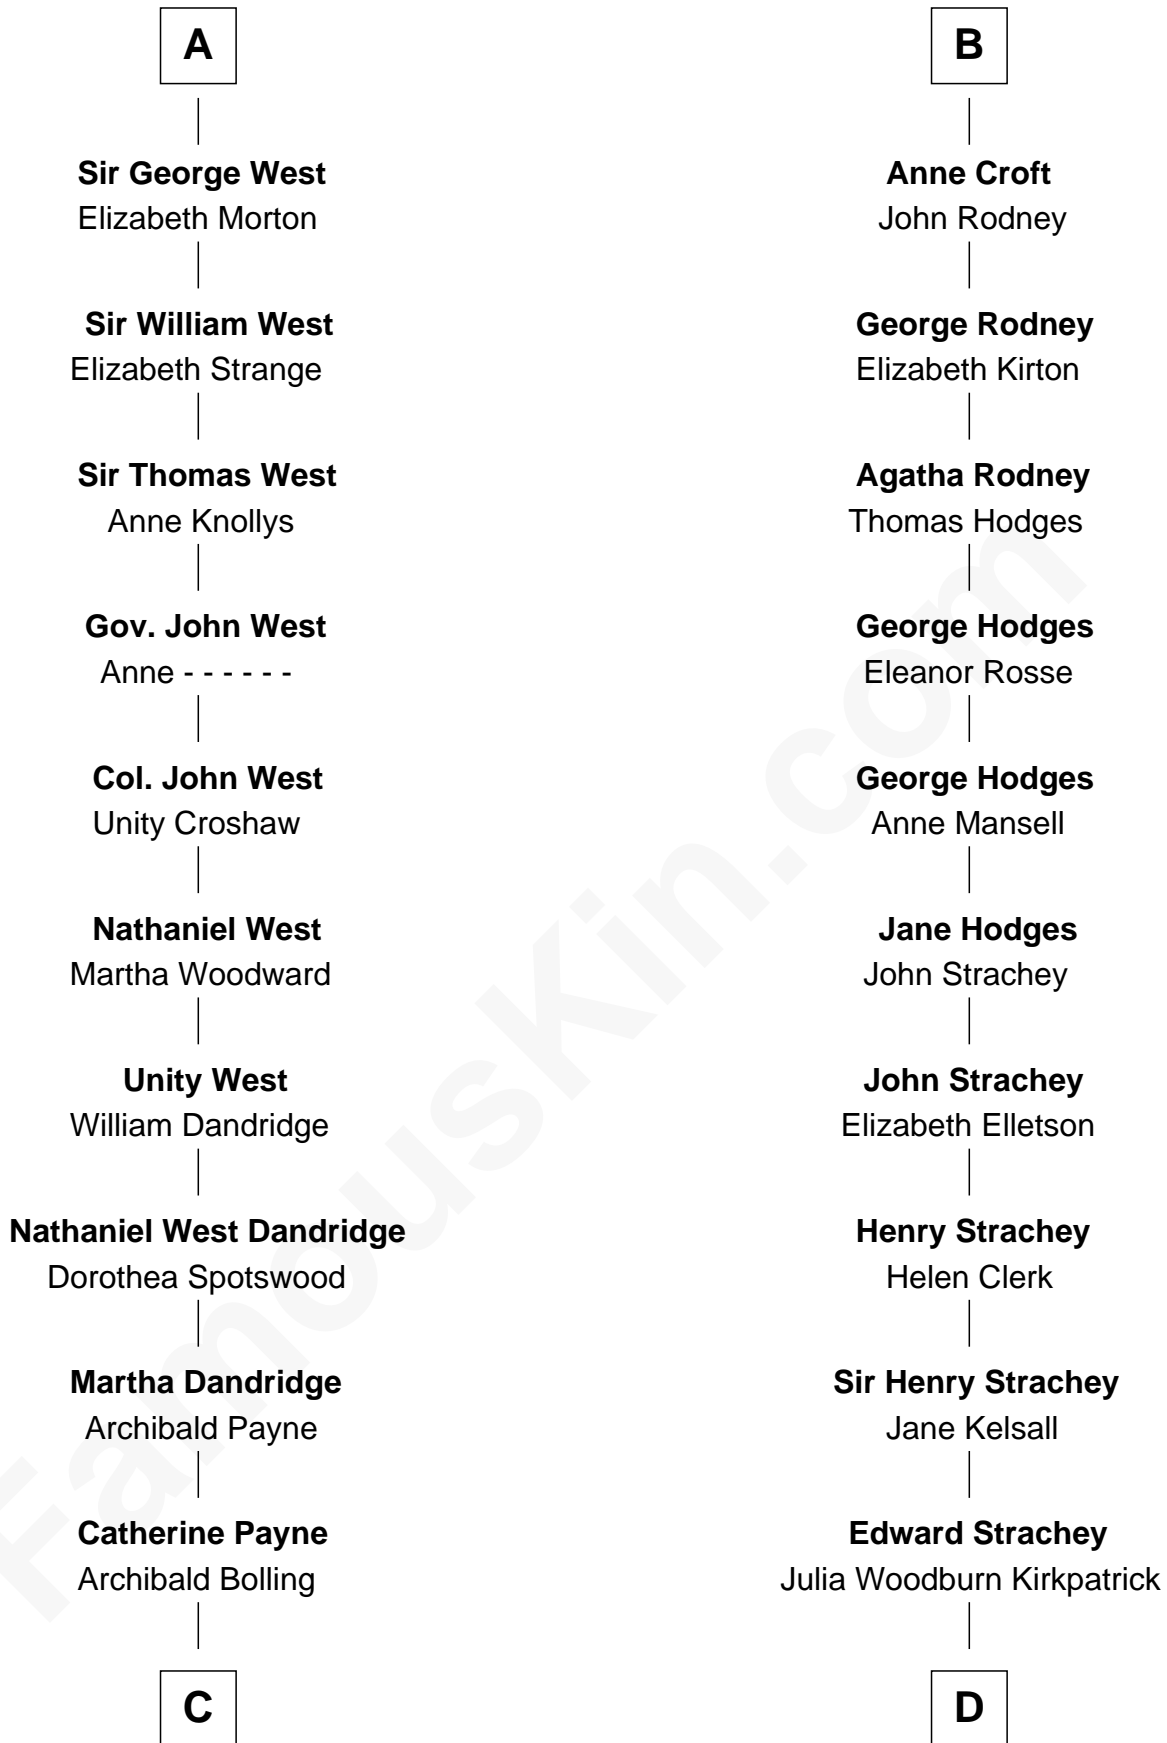 A
Sir George West
Elizabeth Morton
Sir William West
Elizabeth Strange
Sir Thomas West
Anne Knollys
Gov. John West
Anne - - - - - -
Col. John West
Unity Croshaw
Nathaniel West
Martha Woodward
Unity West
William Dandridge
Nathaniel West Dandridge
Dorothea Spotswood
Martha Dandridge
Archibald Payne
Catherine Payne
Archibald Bolling
C
B
Anne Croft
John Rodney
George Rodney
Elizabeth Kirton
Agatha Rodney
Thomas Hodges
George Hodges
Eleanor Rosse
George Hodges
Anne Mansell
Jane Hodges
John Strachey
John Strachey
Elizabeth Elletson
Henry Strachey
Helen Clerk
Sir Henry Strachey
Jane Kelsall
Edward Strachey
Julia Woodburn Kirkpatrick
D
FamousKin.com